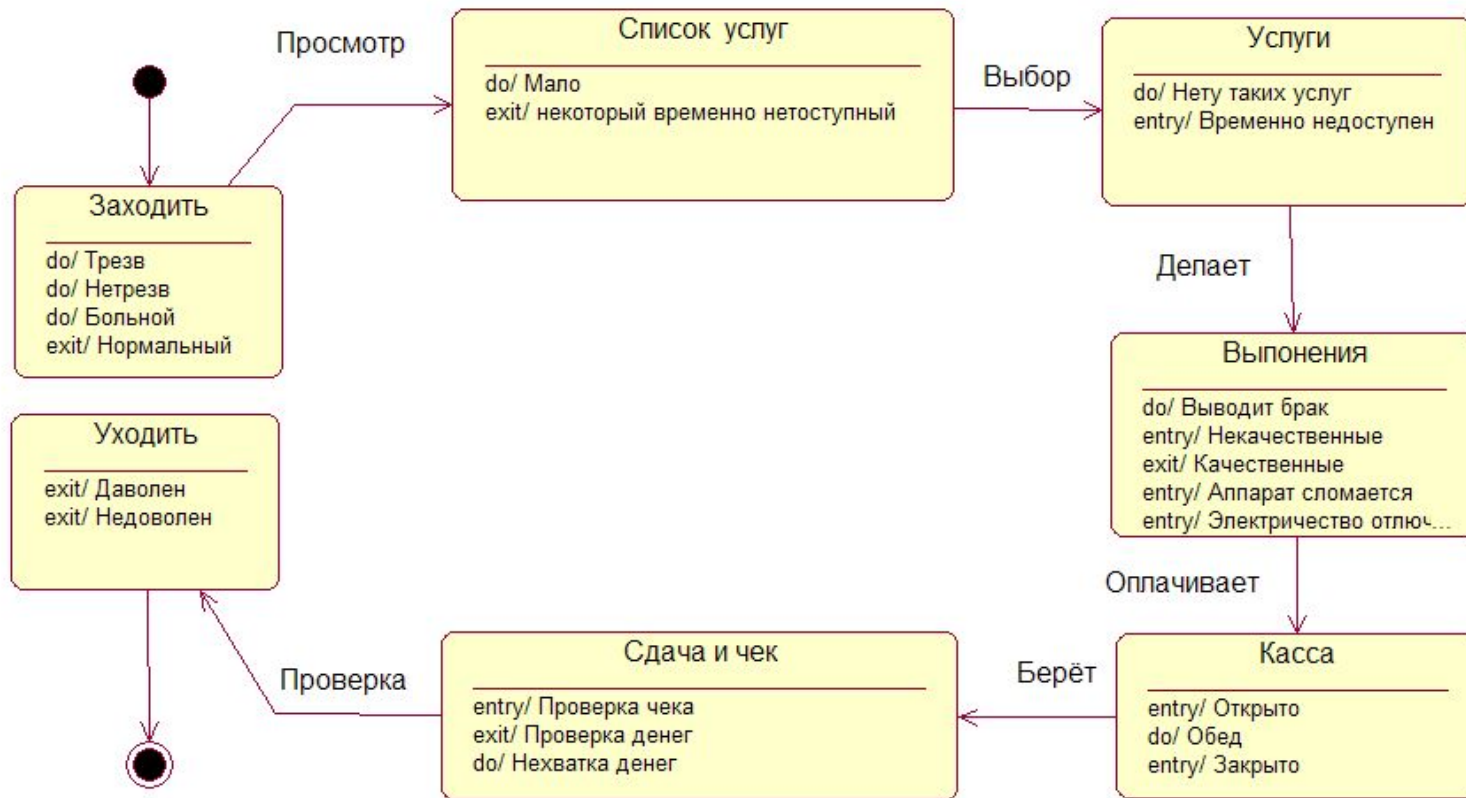 Просмотр
Список услуг
do/ Мало
exit/ некоторый временно нетоступный
Выбор
Услуги
do/ Нету таких услуг
entry/ Временно недоступен
Заходить
do/ Трезв
do/ Нетрезв
do/ Больной
exit/ Нормальный
Делает
Выпонения
do/ Выводит брак
entry/ Некачественные
exit/ Качественные
entry/ Аппарат сломается
entry/ Электричество отлюч...
Уходить
exit/ Даволен
exit/ Недоволен
Оплачивает
Касса
entry/ Открыто
do/ Обед
entry/ Закрыто
Берёт
Сдача и чек
entry/ Проверка чека
exit/ Проверка денег
do/ Нехватка денег
Проверка